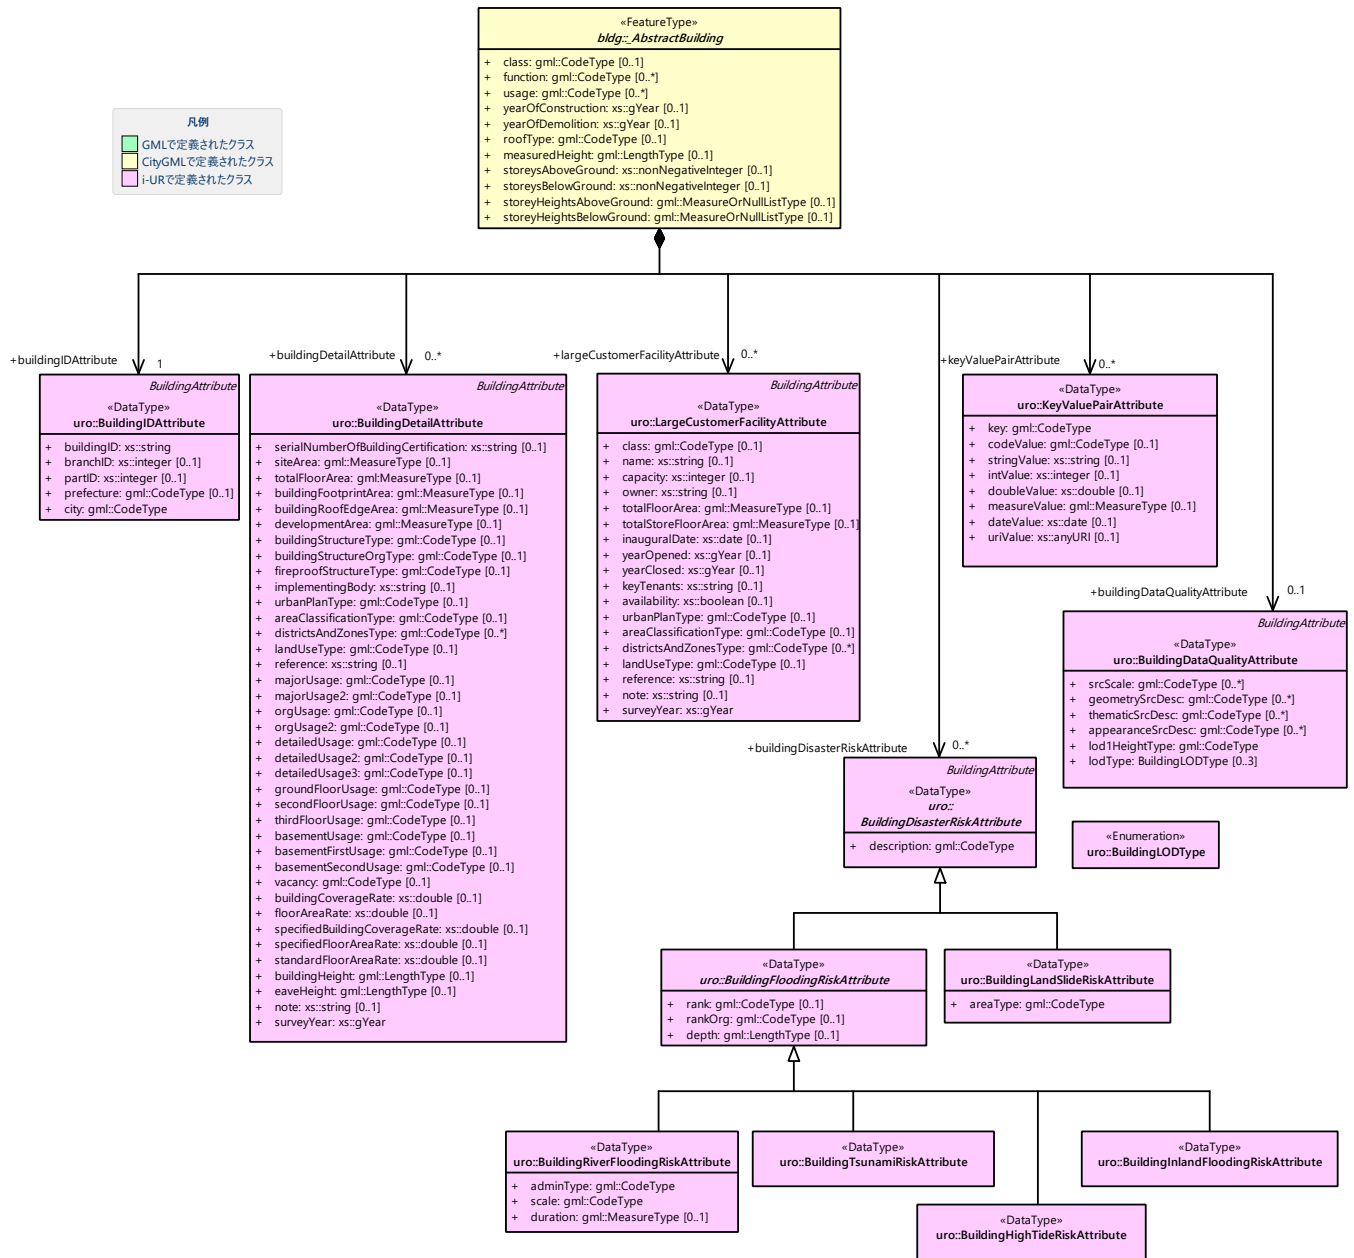 «FeatureType»
bldg::_AbstractBuilding
+ class: gml::CodeType [0..1]
+ function: gml::CodeType [0..*]
+ usage: gml::CodeType [0..*]
+ yearOfConstruction: xs::gYear [0..1]
+ yearOfDemolition: xs::gYear [0..1]
+ roofType: gml::CodeType [0..1]
+ measuredHeight: gml::LengthType [0..1]
+ storeysAboveGround: xs::nonNegativeInteger [0..1]
+ storeysBelowGround: xs::nonNegativeInteger [0..1]
+ storeyHeightsAboveGround: gml::MeasureOrNullListType [0..1]
+ storeyHeightsBelowGround: gml::MeasureOrNullListType [0..1]
凡例
GMLで定義されたクラス
CityGMLで定義されたクラス
i-URで定義されたクラス
+buildingIDAttribute
1
BuildingAttribute
«DataType»
uro::BuildingIDAttribute
+ buildingID: xs::string
+ branchID: xs::integer [0..1]
+ partID: xs::integer [0..1]
+ prefecture: gml::CodeType [0..1]
+ city: gml::CodeType
+buildingDetailAttribute
0..*
BuildingAttribute
«DataType»
uro::BuildingDetailAttribute
+ serialNumberOfBuildingCertification: xs::string [0..1]
+ siteArea: gml::MeasureType [0..1]
+ totalFloorArea: gml:MeasureType [0..1]
+ buildingFootprintArea: gml::MeasureType [0..1]
+ buildingRoofEdgeArea: gml::MeasureType [0..1]
+ developmentArea: gml::MeasureType [0..1]
+ buildingStructureType: gml::CodeType [0..1]
+ buildingStructureOrgType: gml::CodeType [0..1]
+ fireproofStructureType: gml::CodeType [0..1]
+ implementingBody: xs::string [0..1]
+ urbanPlanType: gml::CodeType [0..1]
+ areaClassificationType: gml::CodeType [0..1]
+ districtsAndZonesType: gml::CodeType [0..*]
+ landUseType: gml::CodeType [0..1]
+ reference: xs::string [0..1]
+ majorUsage: gml::CodeType [0..1]
+ majorUsage2: gml::CodeType [0..1]
+ orgUsage: gml::CodeType [0..1]
+ orgUsage2: gml::CodeType [0..1]
+ detailedUsage: gml::CodeType [0..1]
+ detailedUsage2: gml::CodeType [0..1]
+ detailedUsage3: gml::CodeType [0..1]
+ groundFloorUsage: gml::CodeType [0..1]
+ secondFloorUsage: gml::CodeType [0..1]
+ thirdFloorUsage: gml::CodeType [0..1]
+ basementUsage: gml::CodeType [0..1]
+ basementFirstUsage: gml::CodeType [0..1]
+ basementSecondUsage: gml::CodeType [0..1]
+ vacancy: gml::CodeType [0..1]
+ buildingCoverageRate: xs::double [0..1]
+ floorAreaRate: xs::double [0..1]
+ specifiedBuildingCoverageRate: xs::double [0..1]
+ specifiedFloorAreaRate: xs::double [0..1]
+ standardFloorAreaRate: xs::double [0..1]
+ buildingHeight: gml::LengthType [0..1]
+ eaveHeight: gml::LengthType [0..1]
+ note: xs::string [0..1]
+ surveyYear: xs::gYear
+largeCustomerFacilityAttribute
0..*
BuildingAttribute
«DataType»
uro::LargeCustomerFacilityAttribute
+ class: gml::CodeType [0..1]
+ name: xs::string [0..1]
+ capacity: xs::integer [0..1]
+ owner: xs::string [0..1]
+ totalFloorArea: gml::MeasureType [0..1]
+ totalStoreFloorArea: gml::MeasureType [0..1]
+ inauguralDate: xs::date [0..1]
+ yearOpened: xs::gYear [0..1]
+ yearClosed: xs::gYear [0..1]
+ keyTenants: xs::string [0..1]
+ availability: xs::boolean [0..1]
+ urbanPlanType: gml::CodeType [0..1]
+ areaClassificationType: gml::CodeType [0..1]
+ districtsAndZonesType: gml::CodeType [0..*]
+ landUseType: gml::CodeType [0..1]
+ reference: xs::string [0..1]
+ note: xs::string [0..1]
+ surveyYear: xs::gYear
+keyValuePairAttribute
0..*
«DataType»
uro::KeyValuePairAttribute
+ key: gml::CodeType
+ codeValue: gml::CodeType [0..1]
+ stringValue: xs::string [0..1]
+ intValue: xs::integer [0..1]
+ doubleValue: xs::double [0..1]
+ measureValue: gml::MeasureType [0..1]
+ dateValue: xs::date [0..1]
+ uriValue: xs::anyURI [0..1]
+buildingDataQualityAttribute
0..1
BuildingAttribute
«DataType»
uro::BuildingDataQualityAttribute
+ srcScale: gml::CodeType [0..*]
+ geometrySrcDesc: gml::CodeType [0..*]
+ thematicSrcDesc: gml::CodeType [0..*]
+ appearanceSrcDesc: gml::CodeType [0..*]
+ lod1HeightType: gml::CodeType
+ lodType: BuildingLODType [0..3]
+buildingDisasterRiskAttribute
0..*
BuildingAttribute
«DataType»
uro::
BuildingDisasterRiskAttribute
+ description: gml::CodeType
«Enumeration»
uro::BuildingLODType
«DataType»
uro::BuildingFloodingRiskAttribute
+ rank: gml::CodeType [0..1]
+ rankOrg: gml::CodeType [0..1]
+ depth: gml::LengthType [0..1]
«DataType»
uro::BuildingLandSlideRiskAttribute
+ areaType: gml::CodeType
«DataType»
uro::BuildingRiverFloodingRiskAttribute
+ adminType: gml::CodeType
+ scale: gml::CodeType
+ duration: gml::MeasureType [0..1]
«DataType»
uro::BuildingTsunamiRiskAttribute
«DataType»
uro::BuildingInlandFloodingRiskAttribute
«DataType»
uro::BuildingHighTideRiskAttribute